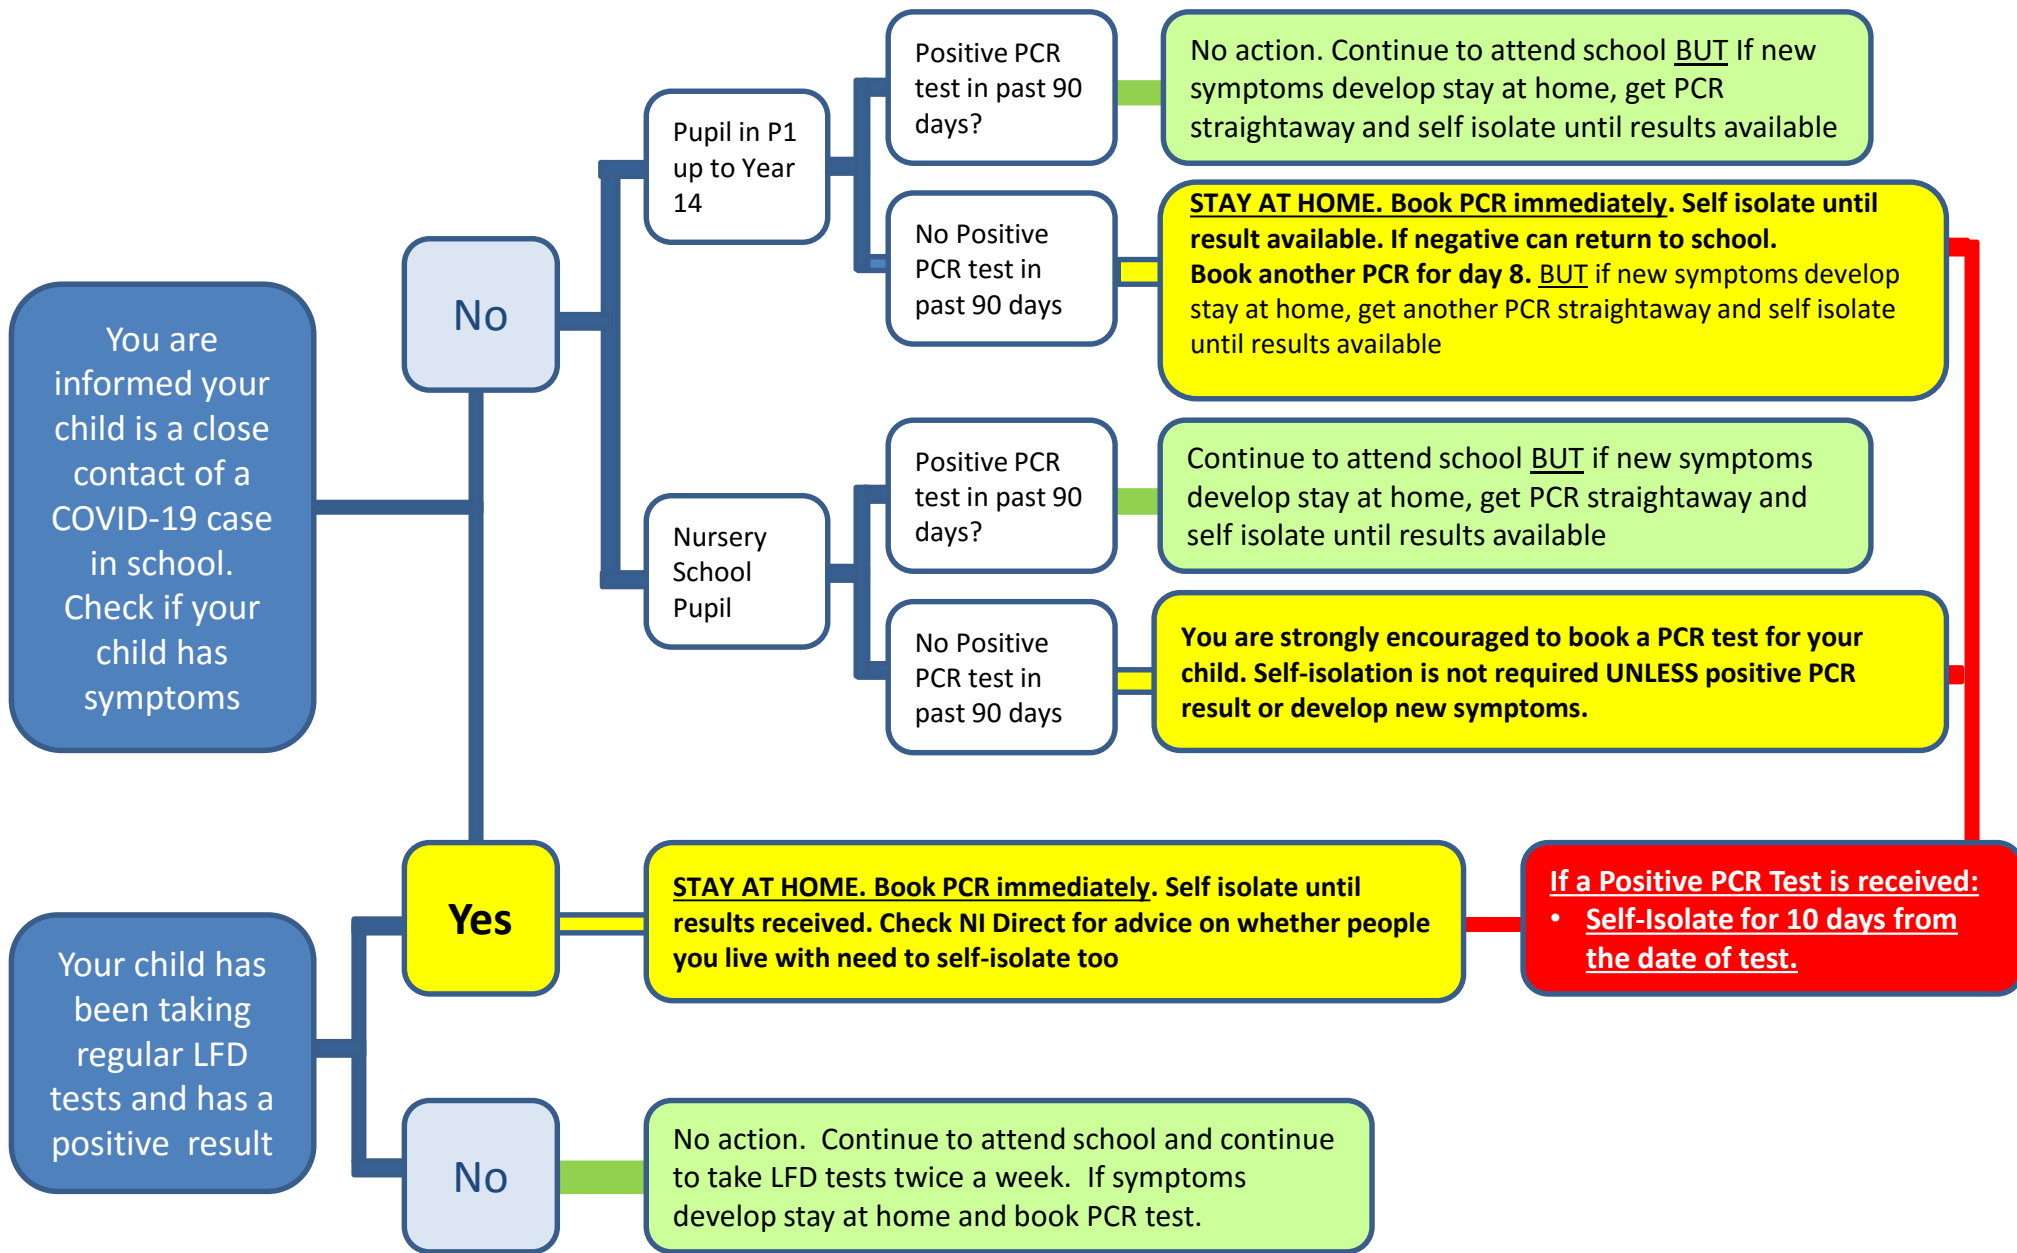 You are
informed your
child is a close
contact of a
COVID-19 case
in school.
Check if your
child has
symptoms
No
Pupil in P1
up to Year
14
Positive PCR
test in past 90
days?
No action. Continue to attend school BUT If new
symptoms develop stay at home, get PCR
straightaway and self isolate until results available
No Positive
PCR test in
past 90 days
STAY AT HOME. Book PCR immediately. Self isolate until
result available. If negative can return to school.
Book another PCR for day 8. BUT if new symptoms develop
stay at home, get another PCR straightaway and self isolate
until results available
Nursery
School
Pupil
Positive PCR
test in past 90
days?
Continue to attend school BUT if new symptoms
develop stay at home, get PCR straightaway and
self isolate until results available
No Positive
PCR test in
past 90 days
You are strongly encouraged to book a PCR test for your
child. Self-isolation is not required UNLESS positive PCR
result or develop new symptoms.
Yes
STAY AT HOME. Book PCR immediately. Self isolate until
results received. Check NI Direct for advice on whether people
you live with need to self-isolate too
If a Positive PCR Test is received:
• Self-Isolate for 10 days from
the date of test.
Your child has
been taking
regular LFD
tests and has a
positive result
No
No action. Continue to attend school and continue
to take LFD tests twice a week. If symptoms
develop stay at home and book PCR test.